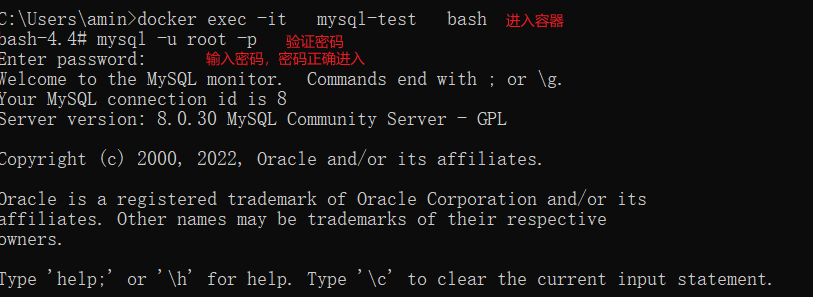 C:\Users\amin>docker exec -it   mysql-test   bash 进入容器
bash-4.4# mysql -u root -p 验证密码
Enter password: 输入密码，密码正确进入
Welcome to the MySQL monitor.  Commands end with ; or \g.
Your MySQL connection id is 8
Server version: 8.0.30 MySQL Community Server - GPL
Copyright (c) 2000, 2022, Oracle and/or its affiliates.
Oracle is a registered trademark of Oracle Corporation and/or its
affiliates. Other names may be trademarks of their respective
owners.
Type 'help;' or '\h' for help. Type '\c' to clear the current input statement.